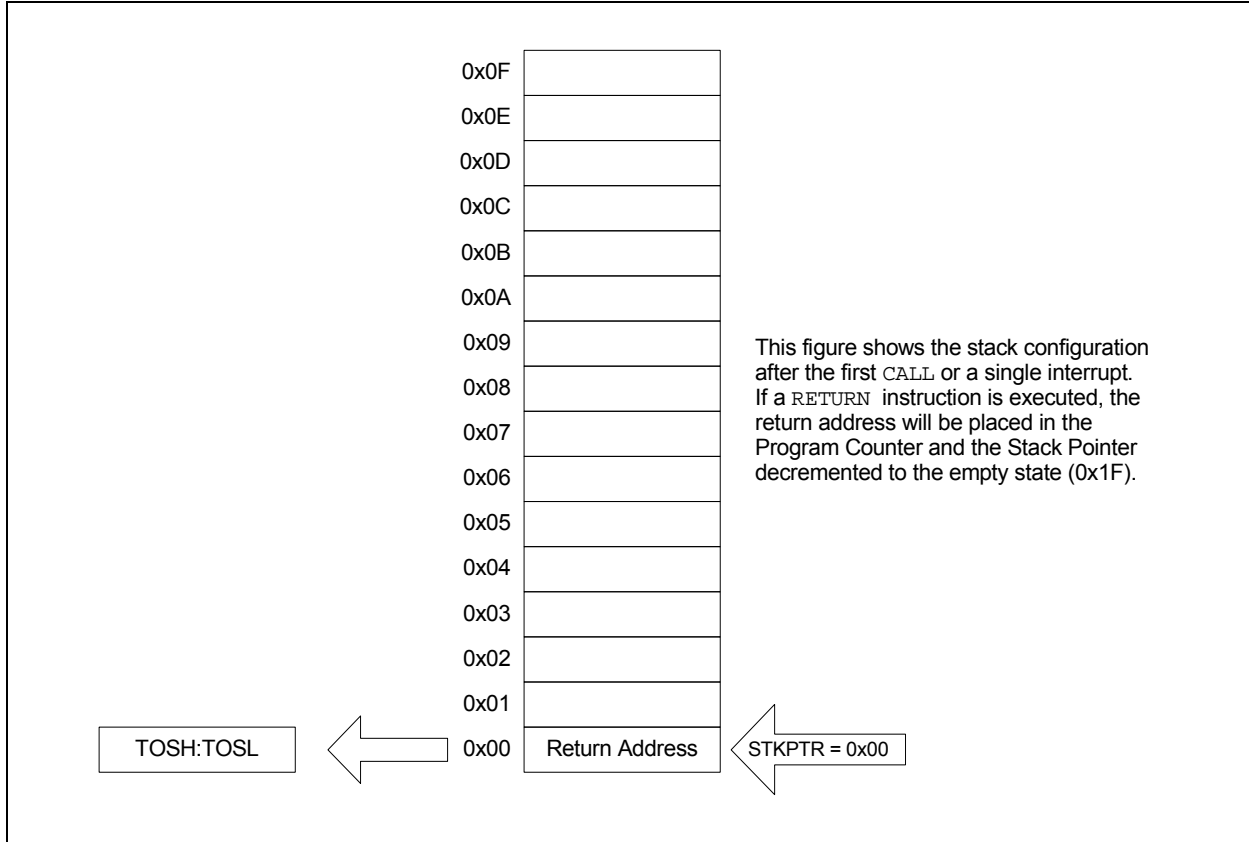 0x0F
0x0E
0x0D
0x0C
0x0B
0x0A
0x09
0x08
0x07
0x06
0x05
0x04
0x03
0x02
0x01
This figure shows the stack configuration
after the first CALL or a single interrupt.
If a RETURN instruction is executed, the
return address will be placed in the
Program Counter and the Stack Pointer
decremented to the empty state (0x1F).
TOSH:TOSL
0x00
Return Address
STKPTR = 0x00